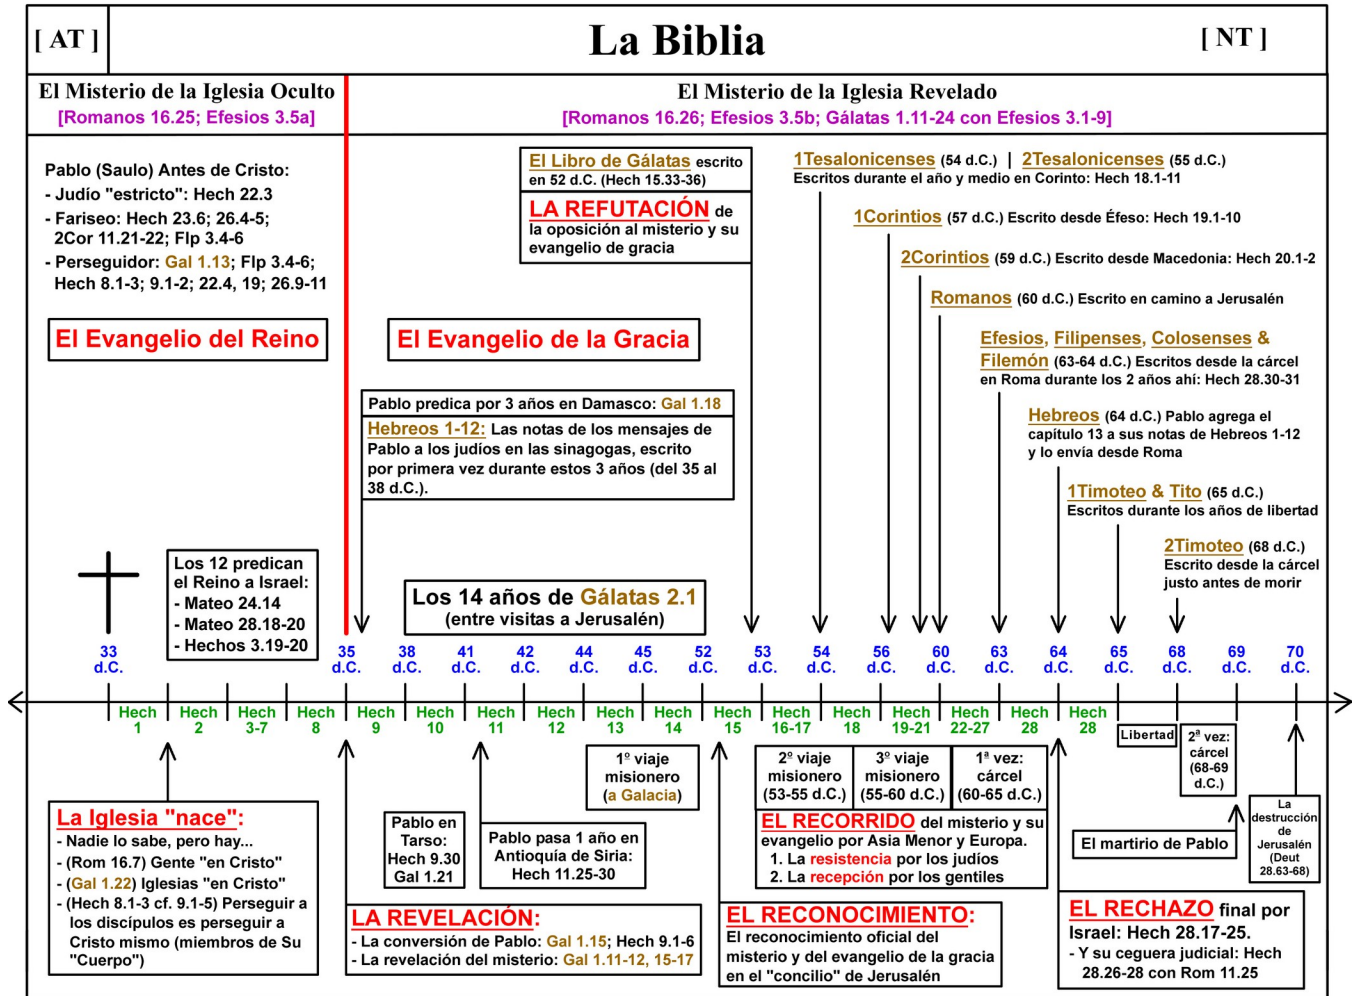 [ AT ]
La Biblia
[ NT ]
El Misterio de la Iglesia Oculto
[Romanos 16.25; Efesios 3.5a]
El Misterio de la Iglesia Revelado
[Romanos 16.26; Efesios 3.5b; Gálatas 1.11-24 con Efesios 3.1-9]
Pablo (Saulo) Antes de Cristo:
- Judío "estricto": Hech 22.3
- Fariseo: Hech 23.6; 26.4-5;
2Cor 11.21-22; Flp 3.4-6
- Perseguidor: Gal 1.13; Flp 3.4-6;
Hech 8.1-3; 9.1-2; 22.4, 19; 26.9-11
El Evangelio del Reino
El Libro de Gálatas escrito
en 52 d.C. (Hech 15.33-36)
LA REFUTACIÓN de
la oposición al misterio y su
evangelio de gracia
El Evangelio de la Gracia
Pablo predica por 3 años en Damasco: Gal 1.18
Hebreos 1-12: Las notas de los mensajes de
Pablo a los judíos en las sinagogas, escrito
por primera vez durante estos 3 años (del 35 al
38 d.C.).
1Tesalonicenses (54 d.C.) | 2Tesalonicenses (55 d.C.)
Escritos durante el año y medio en Corinto: Hech 18.1-11
1Corintios (57 d.C.) Escrito desde Éfeso: Hech 19.1-10
2Corintios (59 d.C.) Escrito desde Macedonia: Hech 20.1-2
Romanos (60 d.C.) Escrito en camino a Jerusalén
Efesios, Filipenses, Colosenses &
Filemón (63-64 d.C.) Escritos desde la cárcel
en Roma durante los 2 años ahí: Hech 28.30-31
Hebreos (64 d.C.) Pablo agrega el
capítulo 13 a sus notas de Hebreos 1-12
y lo envía desde Roma
1Timoteo & Tito (65 d.C.)
Escritos durante los años de libertad
2Timoteo (68 d.C.)
Escrito desde la cárcel
justo antes de morir
Los 12 predican
el Reino a Israel:
- Mateo 24.14
- Mateo 28.18-20
- Hechos 3.19-20
Los 14 años de Gálatas 2.1
(entre visitas a Jerusalén)
33 35 38 41 42 44 45 52 53 54 56 60 63 64 65 68 69 70
d.C. d.C. d.C. d.C. d.C. d.C. d.C. d.C. d.C. d.C. d.C. d.C. d.C. d.C. d.C. d.C. d.C. d.C.
Hech Hech Hech Hech Hech Hech Hech Hech Hech Hech Hech Hech Hech Hech Hech Hech Hech
1 2 3-7 8 9 10 11 12 13 14 15 16-17 18 19-21 22-27 28 28
Libertad
2ª vez:
cárcel
(68-69
d.C.)
1º viaje
misionero
(a Galacia)
2º viaje
misionero
(53-55 d.C.)
3º viaje
misionero
(55-60 d.C.)
1ª vez:
cárcel
(60-65 d.C.)
EL RECORRIDO del misterio y su
evangelio por Asia Menor y Europa.
1. La resistencia por los judíos
2. La recepción por los gentiles
La
destrucción
de
Jerusalén
(Deut
28.63-68)
El martirio de Pablo
La Iglesia "nace":
- Nadie lo sabe, pero hay...
- (Rom 16.7) Gente "en Cristo"
- (Gal 1.22) Iglesias "en Cristo"
- (Hech 8.1-3 cf. 9.1-5) Perseguir a
los discípulos es perseguir a
Cristo mismo (miembros de Su
"Cuerpo")
Pablo en
Tarso:
Hech 9.30
Gal 1.21
Pablo pasa 1 año en
Antioquía de Siria:
Hech 11.25-30
LA REVELACIÓN:
- La conversión de Pablo: Gal 1.15; Hech 9.1-6
- La revelación del misterio: Gal 1.11-12, 15-17
EL RECONOCIMIENTO:
El reconocimiento oficial del
misterio y del evangelio de la gracia
en el "concilio" de Jerusalén
EL RECHAZO final por
Israel: Hech 28.17-25.
- Y su ceguera judicial: Hech
28.26-28 con Rom 11.25